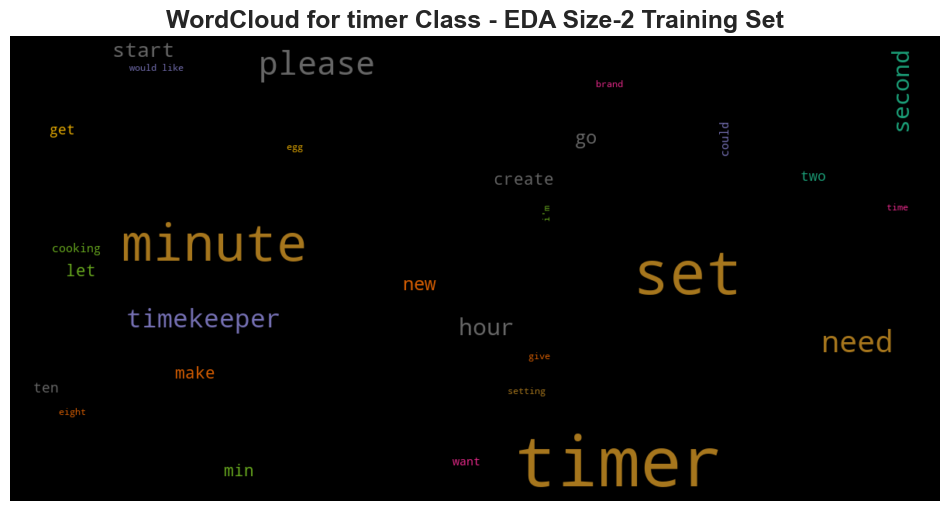 WordCloud for timer Class - EDA Size-2 Training Set
start
would like
please
second
brand
get
egg
go
could
create
two
i'm
time
minute
cooking
let
set
new
timekeeper
hour
need
give
make
ten
setting
eight
timer
min
want